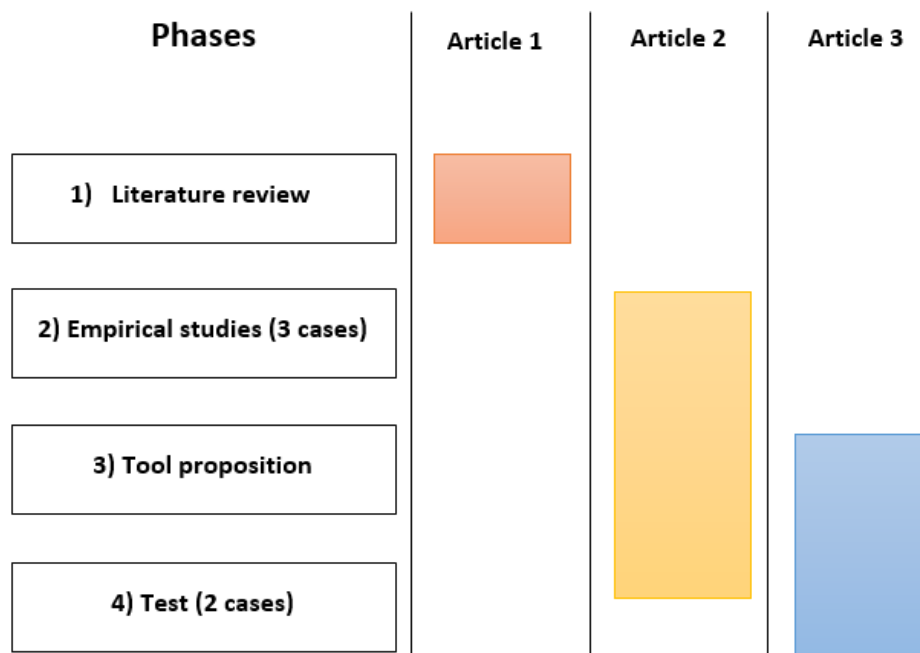 Phases
Article 1
Article 2
Article 3
1) Literature review
2) Empirical studies (3 cases)
3) Tool proposition
4) Test (2 cases)